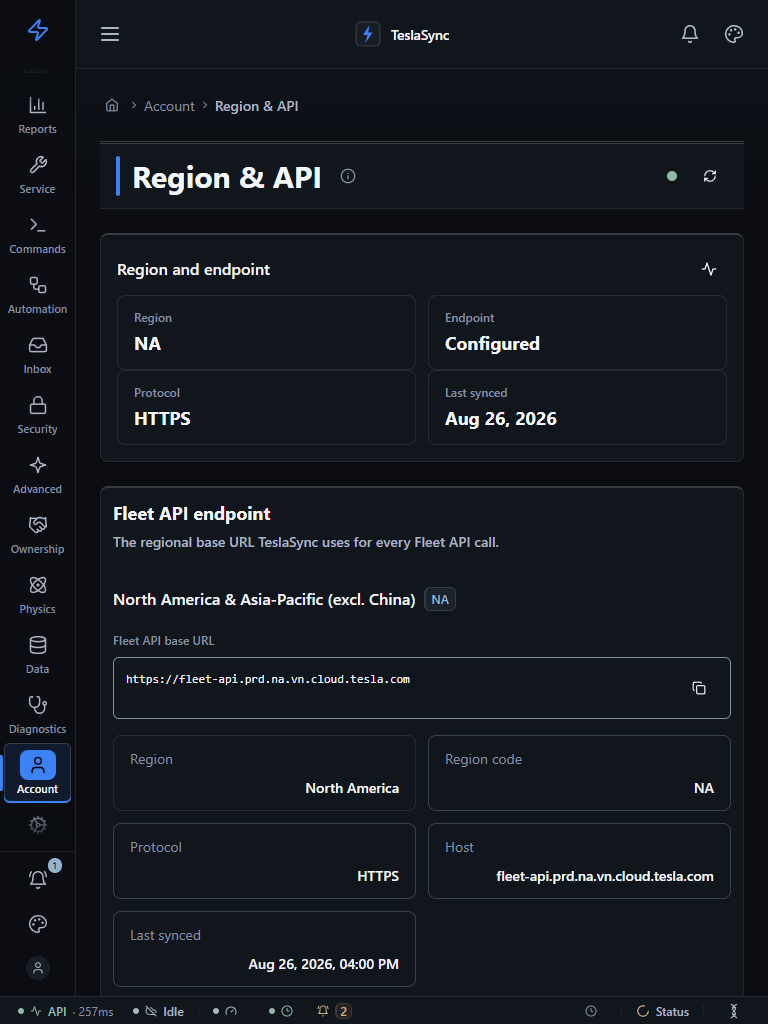 TeslaSync
Reports
Service
Commands
Automation
Inbox
Security
Advanced
Ownership
Physics
Data
Diagnostics
Account
1
Account > Region & API
Region & API
Region and endpoint
Region
NA
Endpoint
Configured
Protocol
HTTPS
Last synced
Aug 26, 2026
Fleet API endpoint
The regional base URL TeslaSync uses for every Fleet API call.
North America & Asia-Pacific (excl. China) NA
Fleet API base URL
https://fleet-api.prd.na.vn.cloud.tesla.com
Region
North America
Region code
NA
Protocol
HTTPS
Host
fleet-api.prd.na.vn.cloud.tesla.com
Last synced
Aug 26, 2026, 04:00 PM
API · 257ms
Idle
2
Status